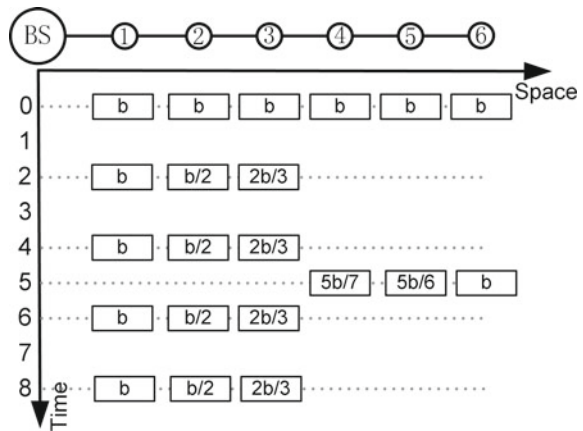 BS 1 2 3 4 5 6
Space
0 b b b b b b
1
2 b b/2 2b/3
3
4 b b/2 2b/3
5 5b/7 5b/6 b
6 b b/2 2b/3
7
8 b b/2 2b/3
Time